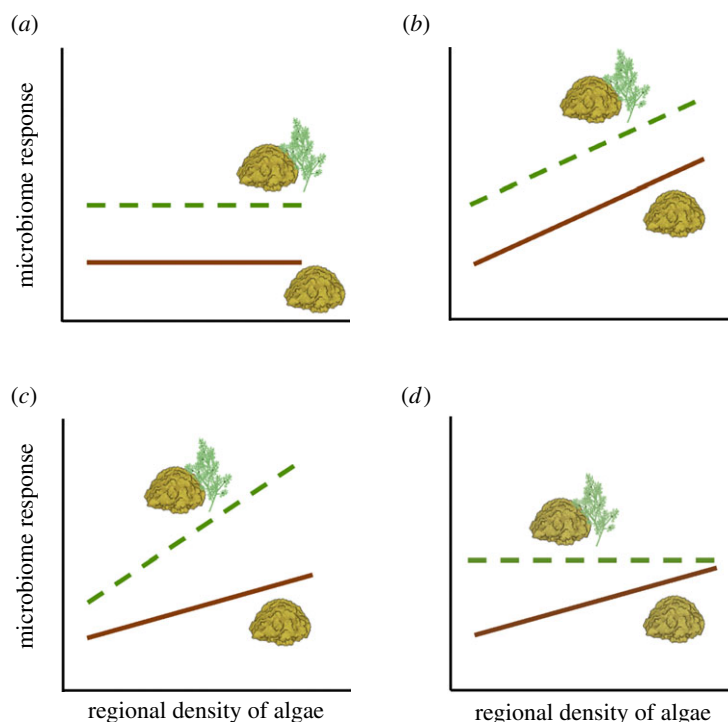 (a)
(b)
microbiome response
(c)
(d)
microbiome response
regional density of algae
regional density of algae